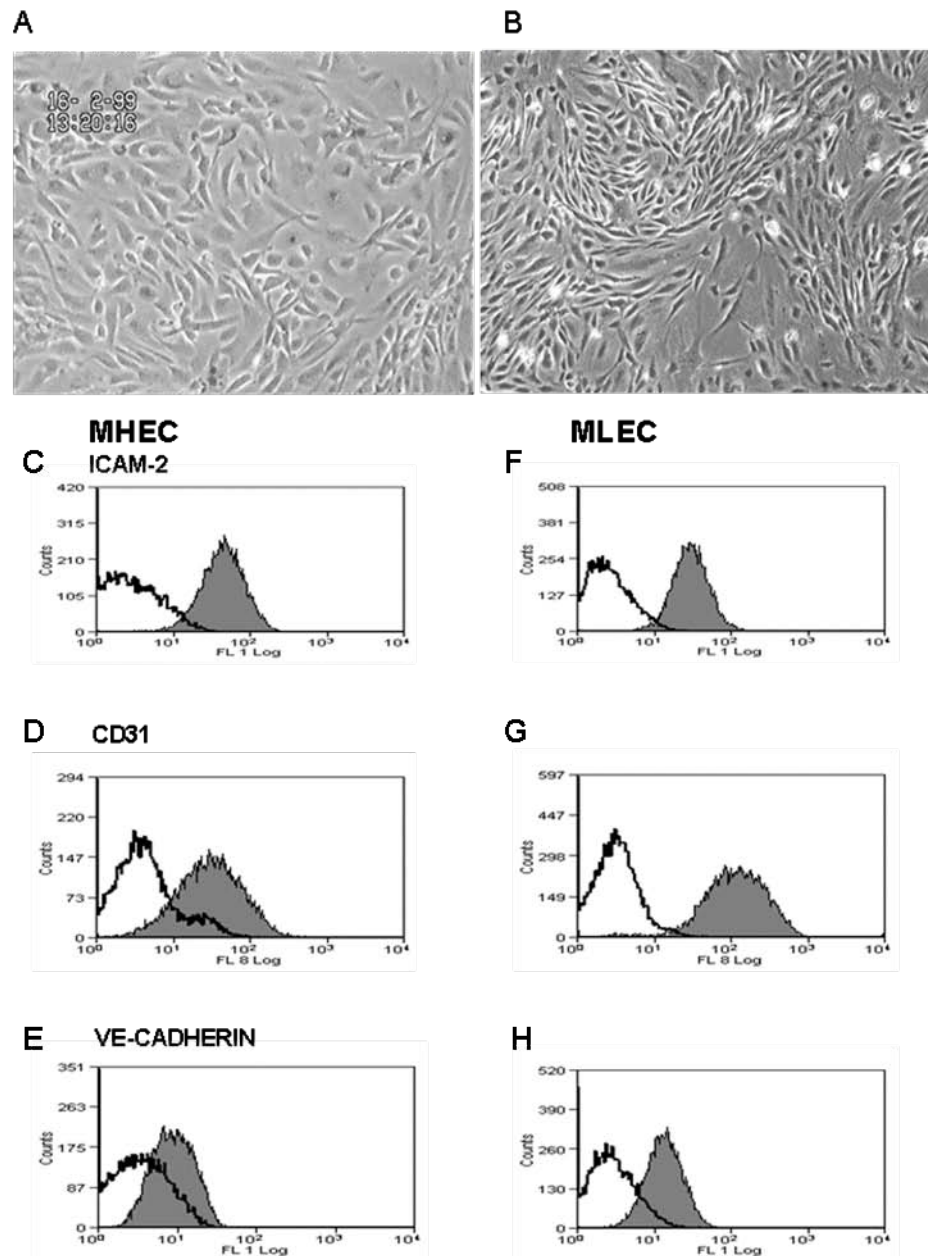 A B
16- 2-99
13:20:16
MHEC MLEC
C ICAM-2 F
420
315
210
105
0
Counts
10⁰ 10¹ 10² 10³ 10⁴
FL 1 Log
508
381
254
127
0
Counts
10⁰ 10¹ 10² 10³ 10⁴
FL 1 Log
D CD31 G
294
220
147
73
0
Counts
10⁰ 10¹ 10² 10³ 10⁴
FL 8 Log
597
447
298
149
0
Counts
10⁰ 10¹ 10² 10³ 10⁴
FL 8 Log
E VE-CADHERIN H
351
263
175
87
0
Counts
10⁰ 10¹ 10² 10³ 10⁴
FL 1 Log
520
390
260
130
0
Counts
10⁰ 10¹ 10² 10³ 10⁴
FL 1 Log